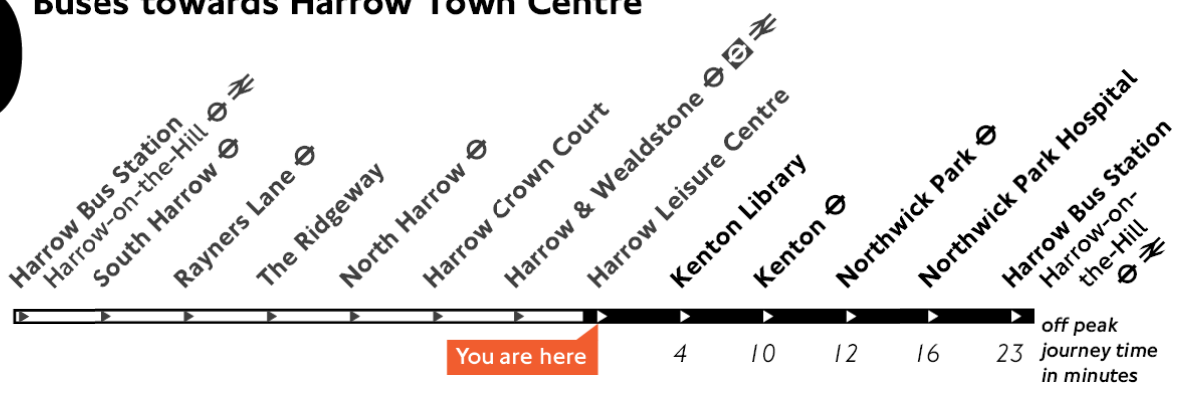 Buses towards Harrow Town Centre
Harrow Bus Station
Harrow-on-the-Hill
South Harrow
Rayners Lane
The Ridgeway
North Harrow
Harrow Crown Court
Harrow & Wealdstone
Harrow Leisure Centre
Kenton Library
Kenton
Northwick Park
Northwick Park Hospital
Harrow Bus Station
Harrow-on-
the-Hill
You are here
4 10 12 16 23
off peak
journey time
in minutes